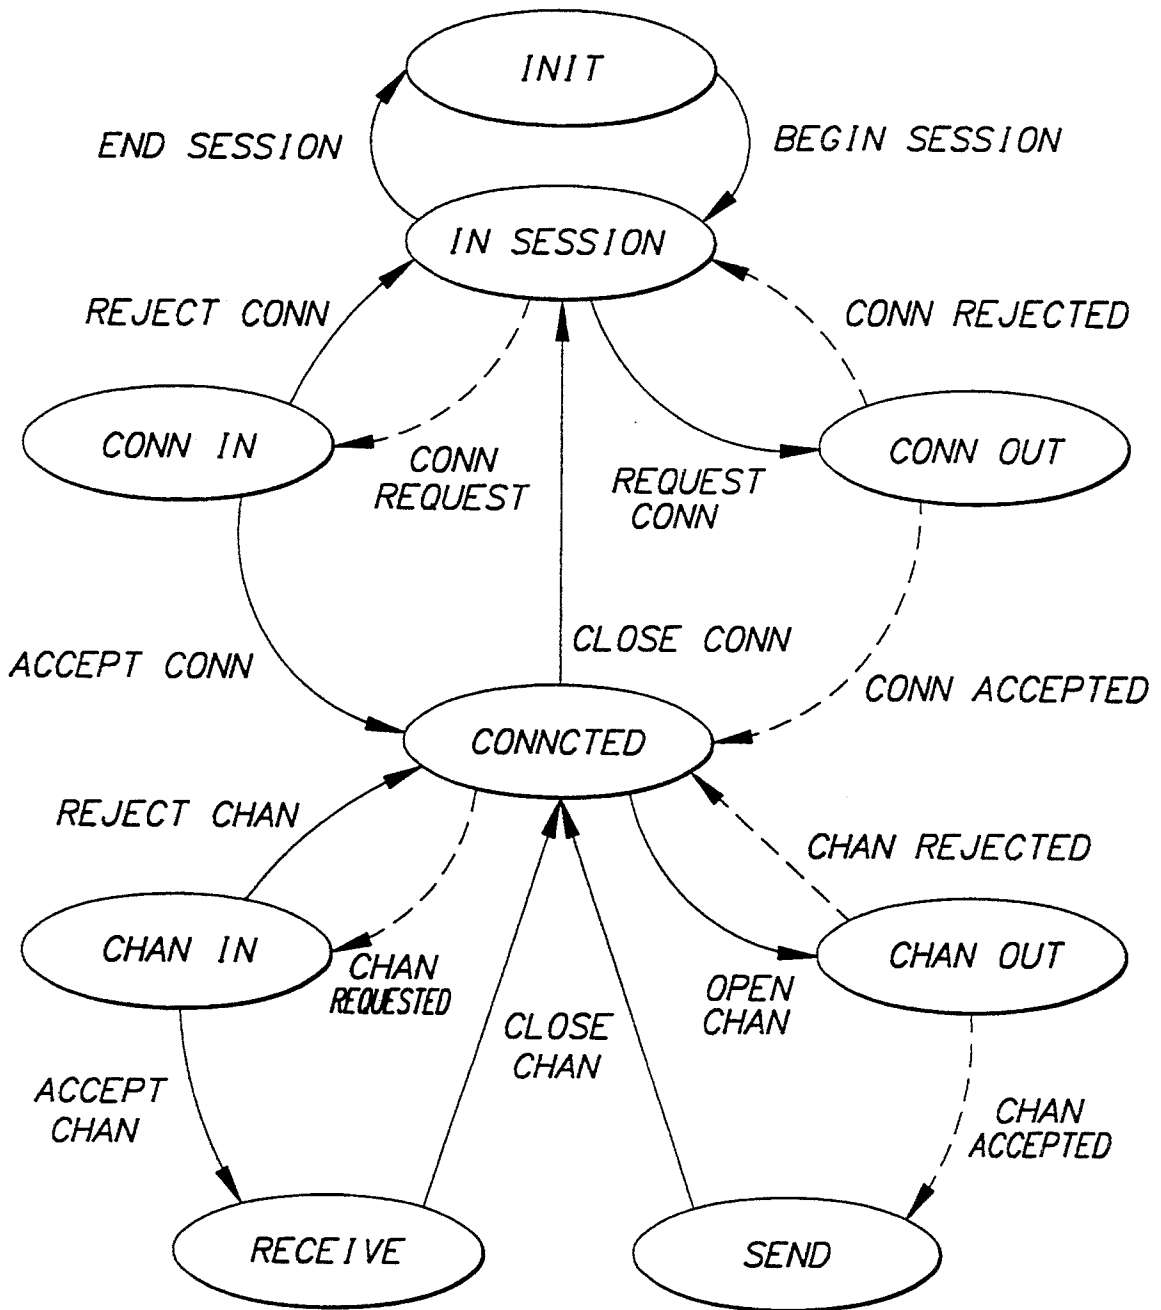 INIT
END SESSION
BEGIN SESSION
IN SESSION
REJECT CONN
CONN REJECTED
CONN IN
CONN
REQUEST
REQUEST
CONN
CONN OUT
ACCEPT CONN
CLOSE CONN
CONN ACCEPTED
CONNCTED
REJECT CHAN
CHAN REJECTED
CHAN IN
CHAN
REQUESTED
CLOSE
CHAN
OPEN
CHAN
CHAN OUT
ACCEPT
CHAN
CHAN
ACCEPTED
RECEIVE
SEND